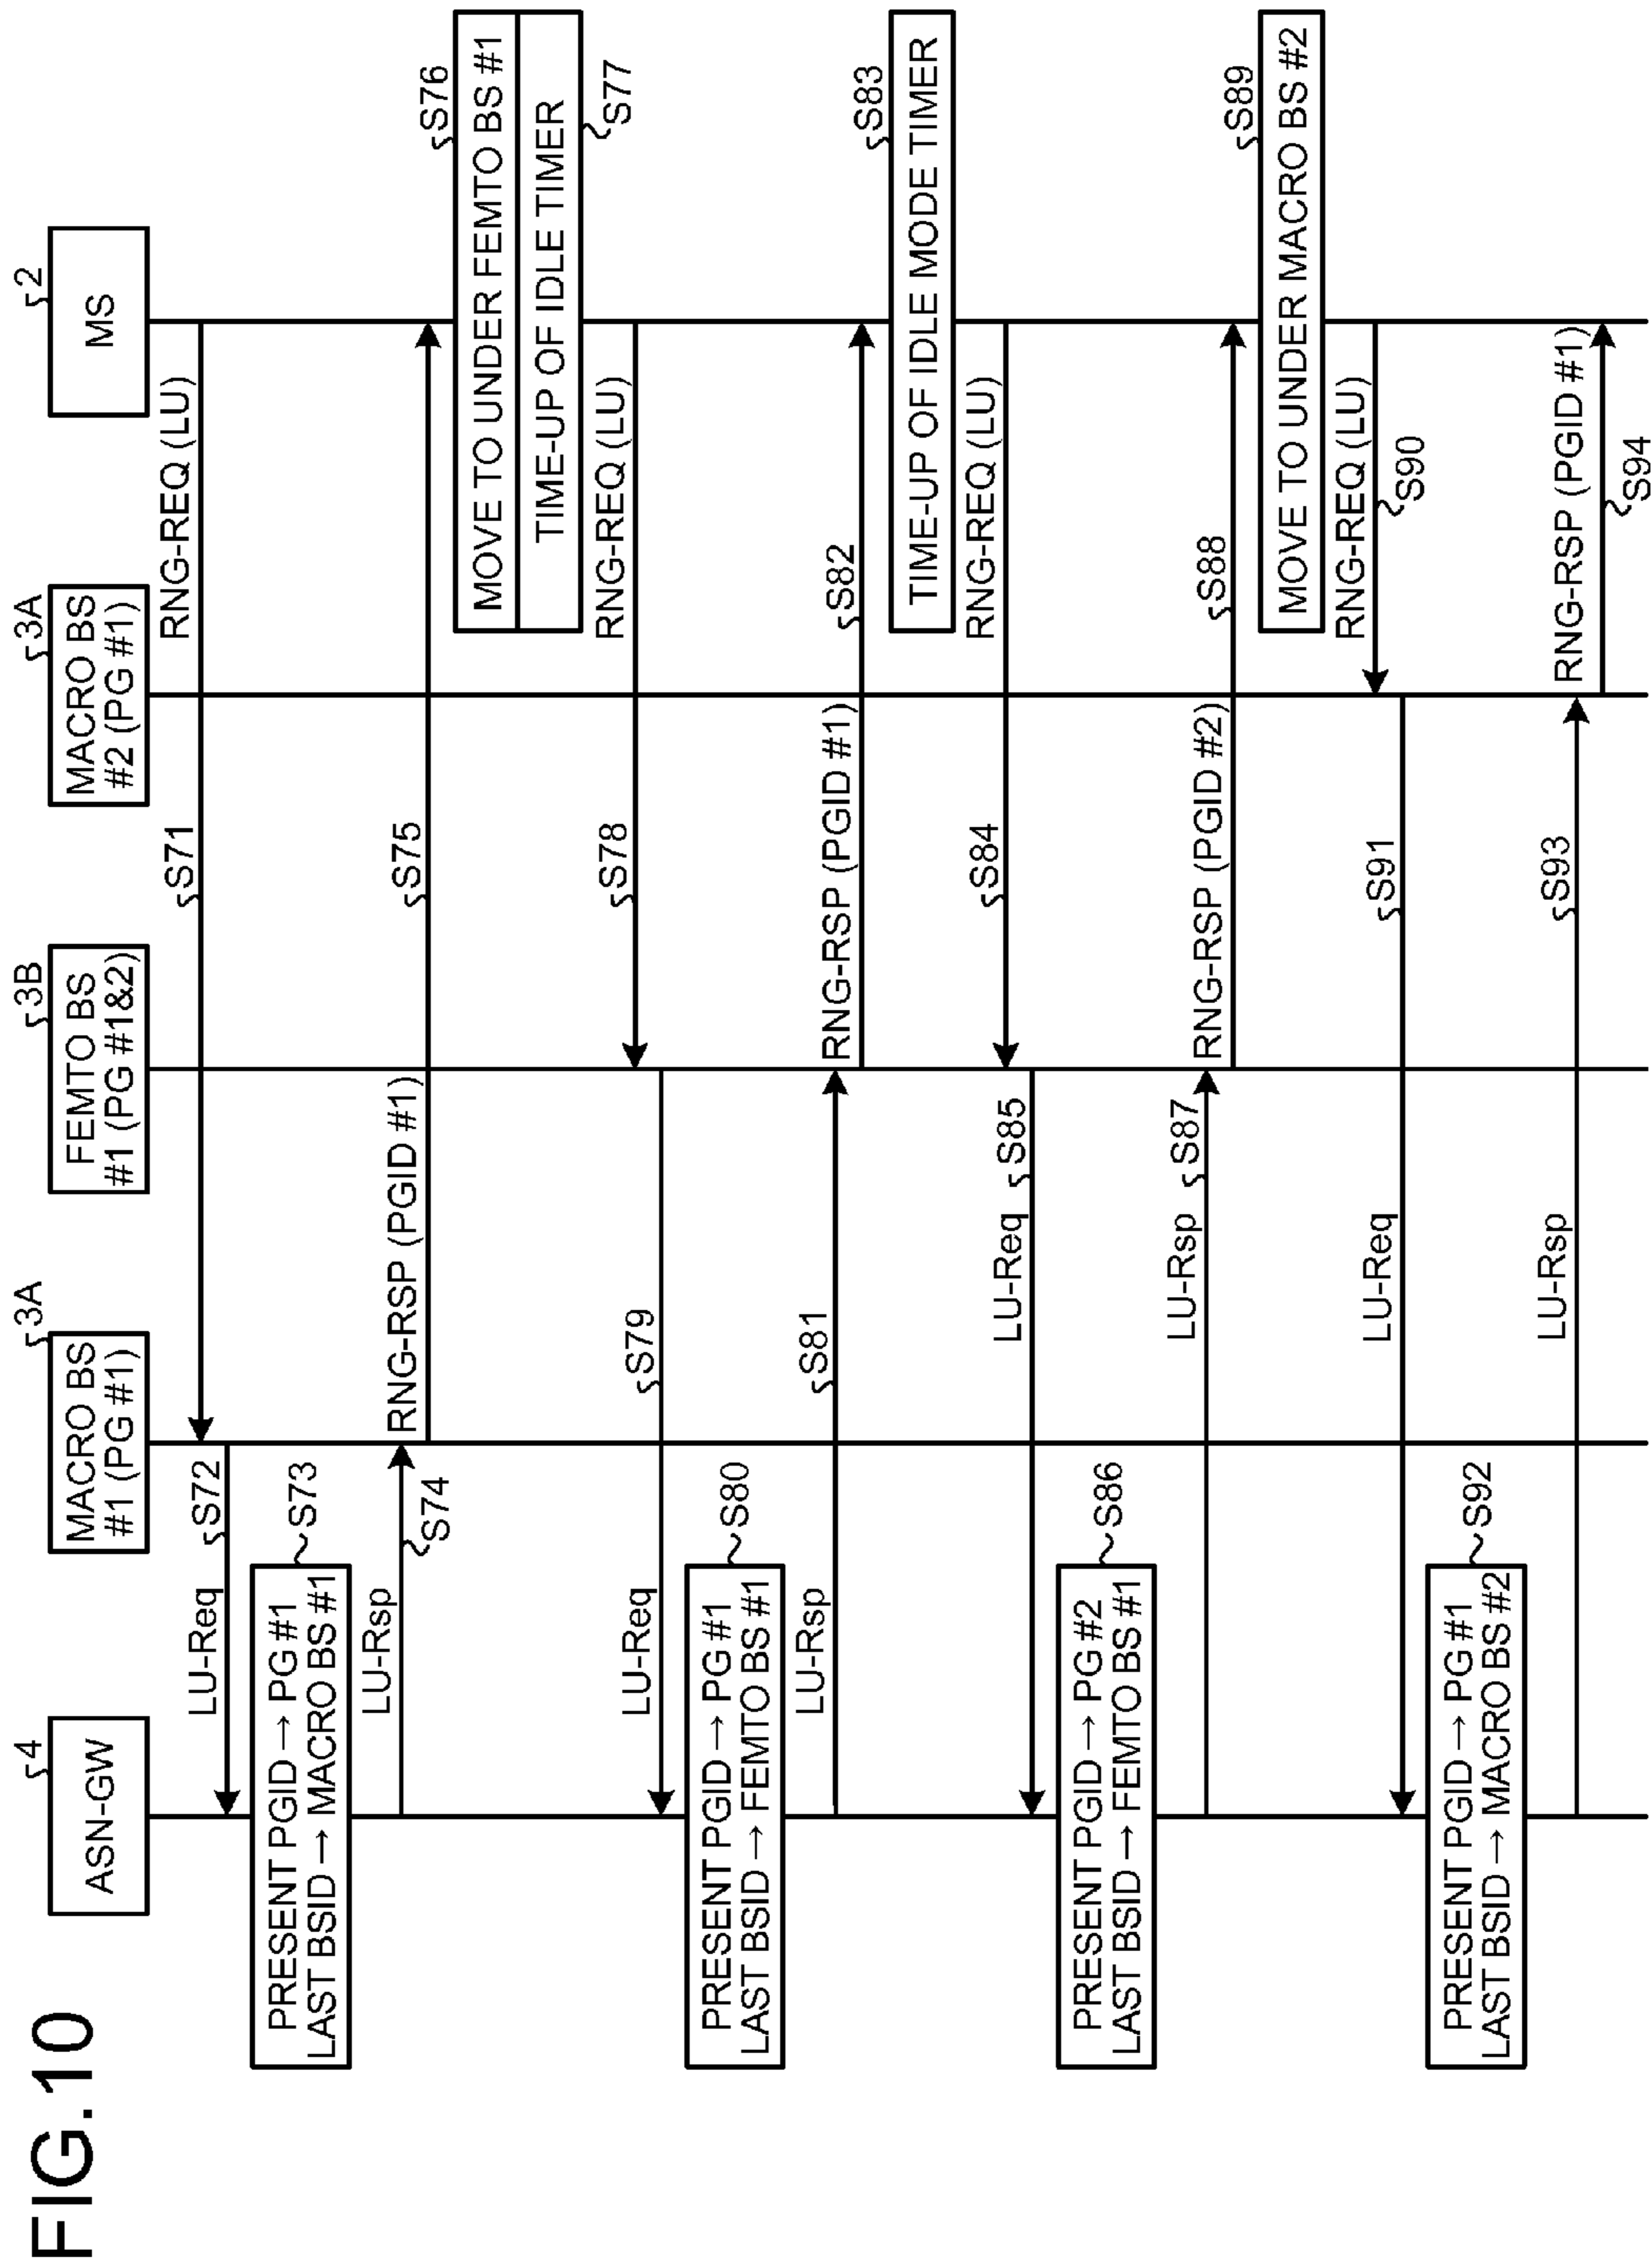 FIG.10
4
ASN-GW
3A
MACRO BS
#1 (PG #1)
3B
FEMTO BS
#1 (PG #1&2)
3A
MACRO BS
#2 (PG #1)
2
MS
S71
RNG-REQ (LU)
LU-Req
S72
PRESENT PGID → PG #1
LAST BSID → MACRO BS #1
S73
LU-Rsp
S74
RNG-RSP (PGID #1)
S75
S76
MOVE TO UNDER FEMTO BS #1
TIME-UP OF IDLE TIMER
S77
S78
RNG-REQ (LU)
LU-Req
S79
PRESENT PGID → PG #1
LAST BSID → FEMTO BS #1
S80
LU-Rsp
S81
RNG-RSP (PGID #1)
S82
S83
TIME-UP OF IDLE MODE TIMER
S84
RNG-REQ (LU)
LU-Req
S85
PRESENT PGID → PG #2
LAST BSID → FEMTO BS #1
S86
LU-Rsp
S87
RNG-RSP (PGID #2)
S88
S89
MOVE TO UNDER MACRO BS #2
RNG-REQ (LU)
S90
LU-Req
S91
PRESENT PGID → PG #1
LAST BSID → MACRO BS #2
S92
LU-Rsp
S93
RNG-RSP (PGID #1)
S94